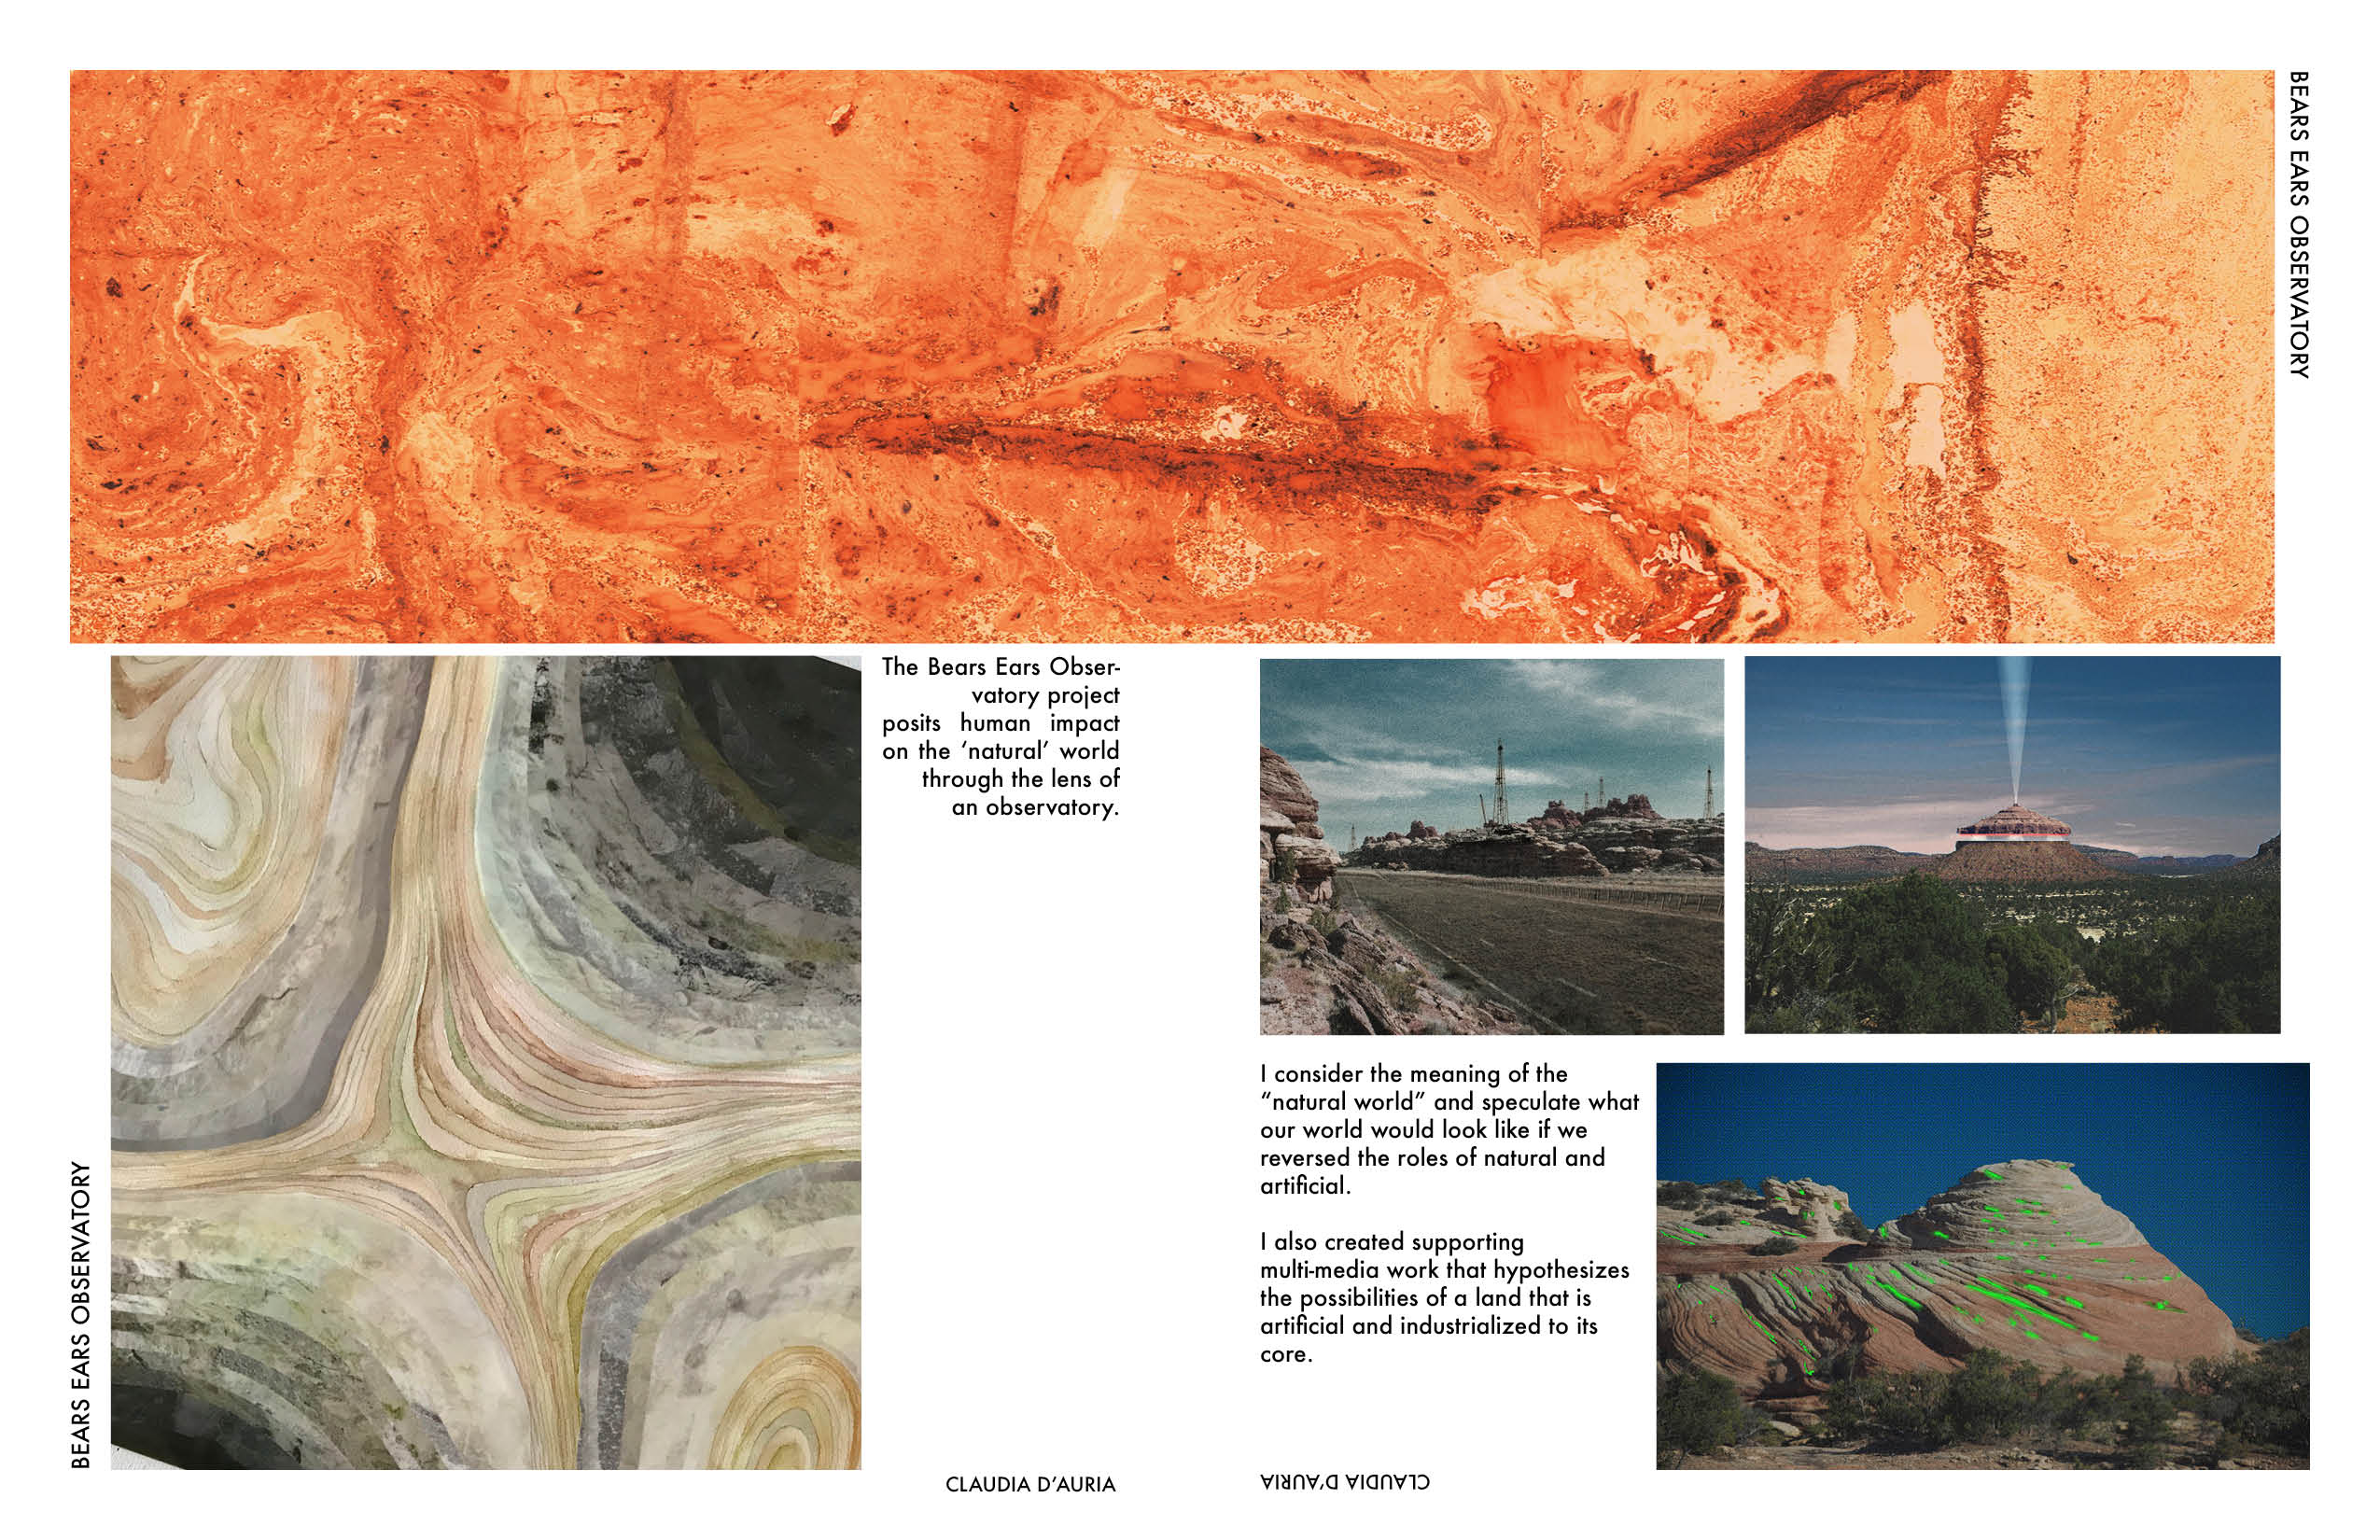 BEARS EARS OBSERVATORY
The Bears Ears Obser-
vatory project
posits human impact
on the ‘natural’ world
through the lens of
an observatory.
I consider the meaning of the
“natural world” and speculate what
our world would look like if we
reversed the roles of natural and
artificial.
I also created supporting
multi-media work that hypothesizes
the possibilities of a land that is
artificial and industrialized to its
core.
BEARS EARS OBSERVATORY
CLAUDIA D’AURIA
CLAUDIA D’AURIA